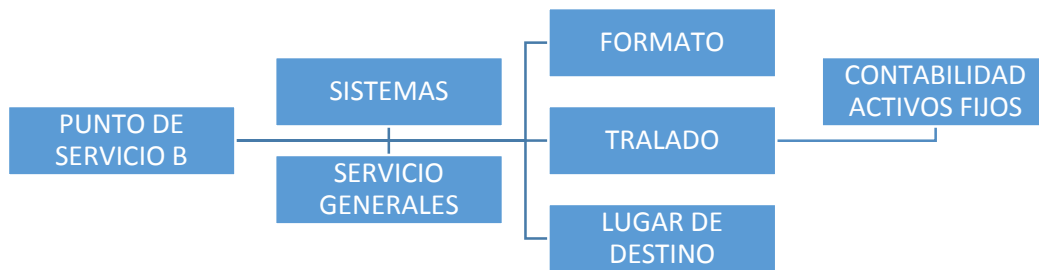 PUNTO DE
SERVICIO B
SISTEMAS
SERVICIO
GENERALES
FORMATO
TRALADO
LUGAR DE
DESTINO
CONTABILIDAD
ACTIVOS FIJOS